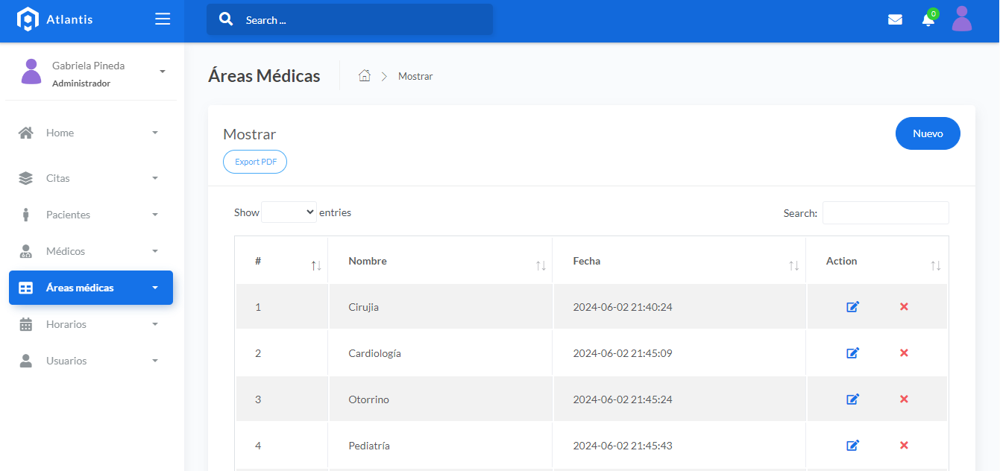 Atlantis
Search ...
0
Gabriela Pineda
Administrador
Home
Citas
Pacientes
Médicos
Áreas médicas
Horarios
Usuarios
Áreas Médicas
Mostrar
Mostrar
Nuevo
Export PDF
Show entries
Search:
# Nombre Fecha Action
1 Cirujia 2024-06-02 21:40:24
2 Cardiología 2024-06-02 21:45:09
3 Otorrino 2024-06-02 21:45:24
4 Pediatría 2024-06-02 21:45:43